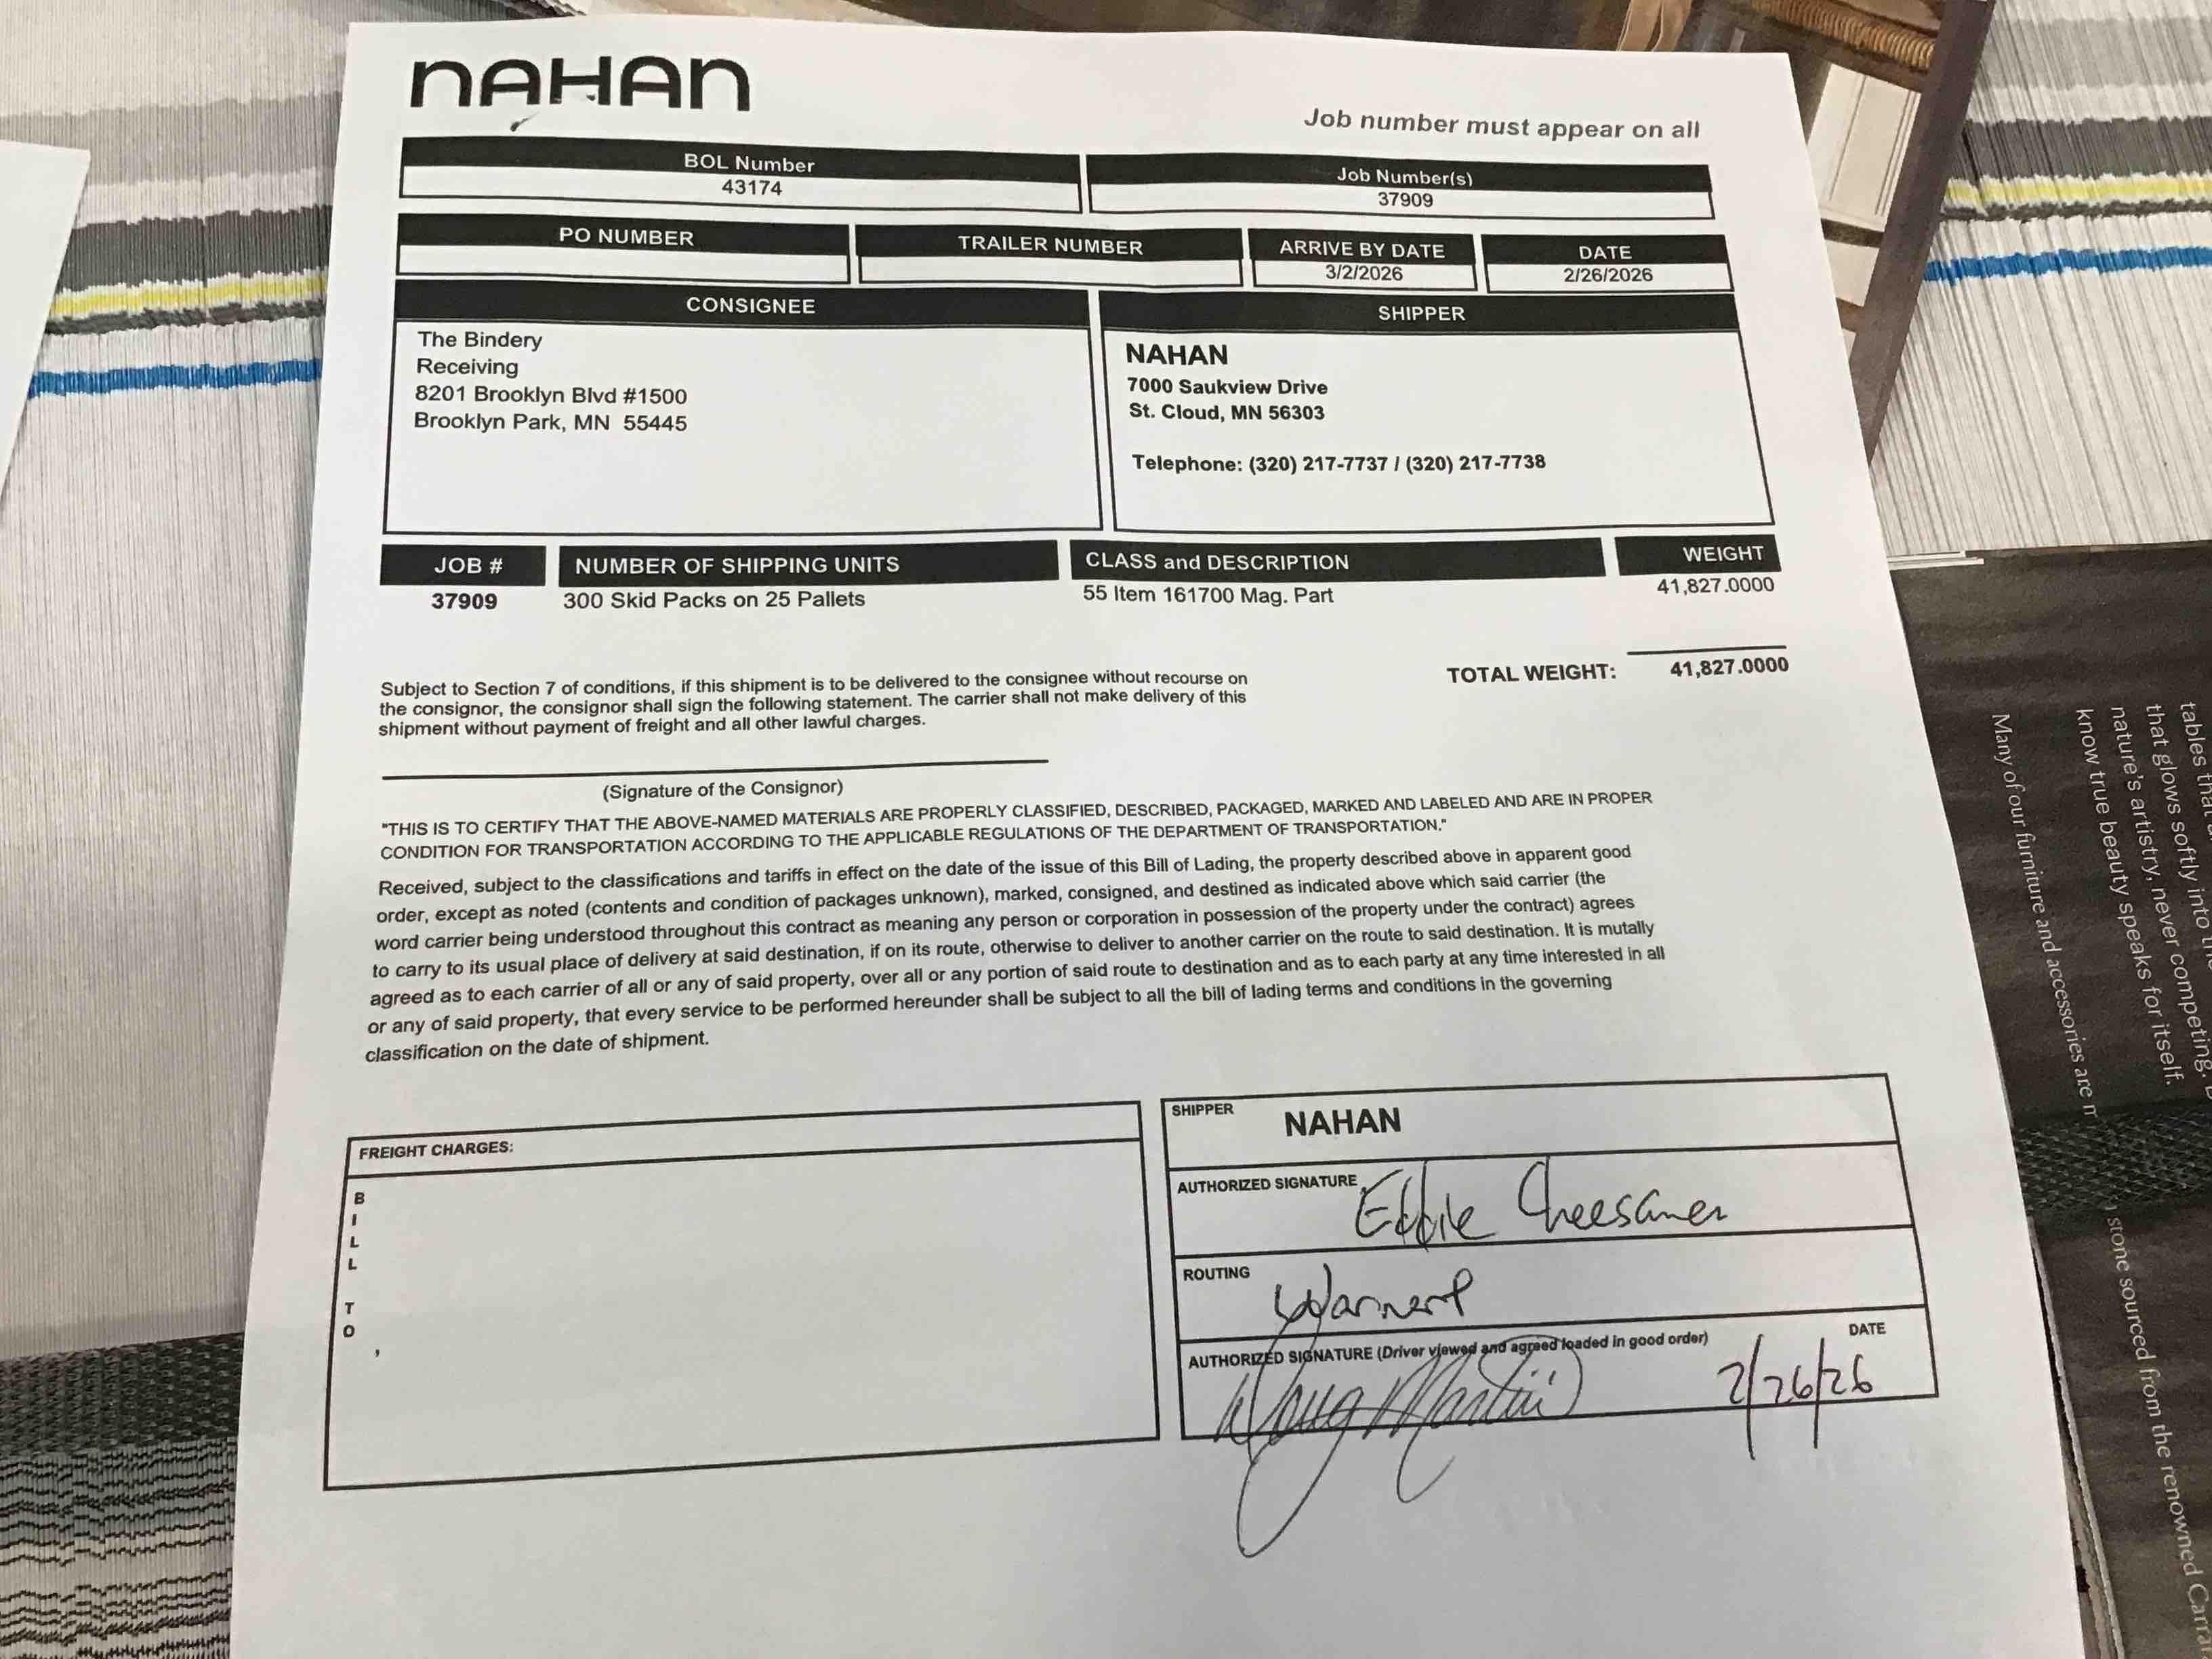 NAHAN
Job number must appear on all
BOL Number
43174
Job Number(s)
37909
PO NUMBER
TRAILER NUMBER
ARRIVE BY DATE
3/2/2026
DATE
2/26/2026
CONSIGNEE
The Bindery
Receiving
8201 Brooklyn Blvd #1500
Brooklyn Park, MN 55445
SHIPPER
NAHAN
7000 Saukview Drive
St. Cloud, MN 56303
Telephone: (320) 217-7737 / (320) 217-7738
JOB #
NUMBER OF SHIPPING UNITS
CLASS and DESCRIPTION
WEIGHT
37909
300 Skid Packs on 25 Pallets
55 Item 161700 Mag. Part
41,827.0000
TOTAL WEIGHT: 41,827.0000
Subject to Section 7 of conditions, if this shipment is to be delivered to the consignee without recourse on
the consignor, the consignor shall sign the following statement. The carrier shall not make delivery of this
shipment without payment of freight and all other lawful charges.
(Signature of the Consignor)
"THIS IS TO CERTIFY THAT THE ABOVE-NAMED MATERIALS ARE PROPERLY CLASSIFIED, DESCRIBED, PACKAGED, MARKED AND LABELED AND ARE IN PROPER
CONDITION FOR TRANSPORTATION ACCORDING TO THE APPLICABLE REGULATIONS OF THE DEPARTMENT OF TRANSPORTATION."
Received, subject to the classifications and tariffs in effect on the date of the issue of this Bill of Lading, the property described above in apparent good
order, except as noted (contents and condition of packages unknown), marked, consigned, and destined as indicated above which said carrier (the
word carrier being understood throughout this contract as meaning any person or corporation in possession of the property under the contract) agrees
to carry to its usual place of delivery at said destination, if on its route, otherwise to deliver to another carrier on the route to said destination. It is mutally
agreed as to each carrier of all or any of said property, over all or any portion of said route to destination and as to each party at any time interested in all
or any of said property, that every service to be performed hereunder shall be subject to all the bill of lading terms and conditions in the governing
classification on the date of shipment.
FREIGHT CHARGES:
BILL TO
,
SHIPPER
NAHAN
AUTHORIZED SIGNATURE
Eddie Cheesamer
ROUTING
Warnert
AUTHORIZED SIGNATURE (Driver viewed and agreed loaded in good order)
DATE
Doug Martin
2/26/26
tables that
that glows softly into the
nature's artistry, never competing.
know true beauty speaks for itself.
Many of our furniture and accessories are
stone sourced from the renowned